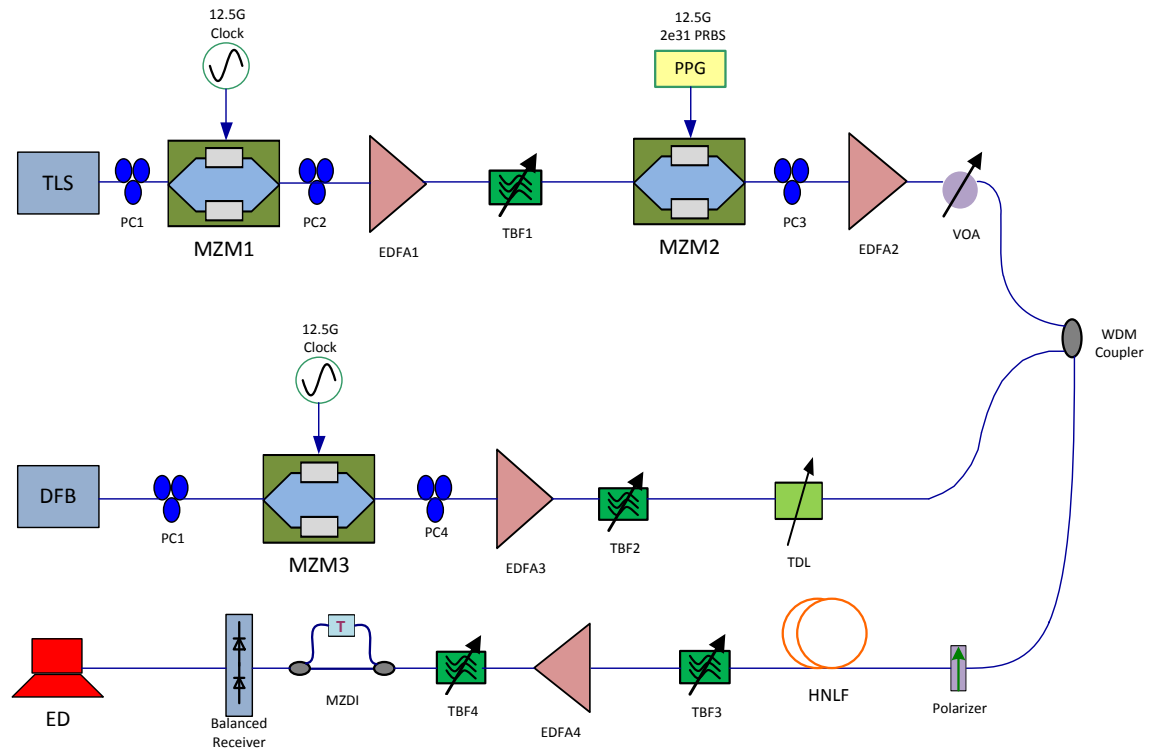 12.5G
Clock
12.5G
2e31 PRBS
PPG
TLS
PC1
MZM1
PC2
EDFA1
TBF1
MZM2
PC3
EDFA2
VOA
WDM
Coupler
12.5G
Clock
DFB
PC1
MZM3
PC4
EDFA3
TBF2
TDL
ED
Balanced
Receiver
T
MZDI
TBF4
EDFA4
TBF3
HNLF
Polarizer